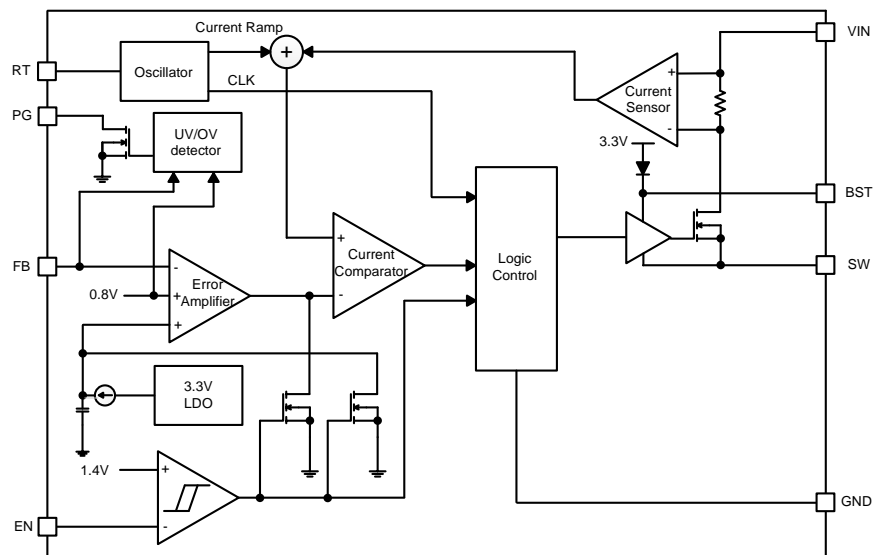 Current Ramp
VIN
RT
Oscillator
+
CLK
+
Current
Sensor
-
PG
UV/OV
detector
3.3V
BST
FB
-
Error
Amplifier
0.8V
+
+
+
Current
Comparator
-
Logic
Control
SW
3.3V
LDO
1.4V
+
-
EN
GND